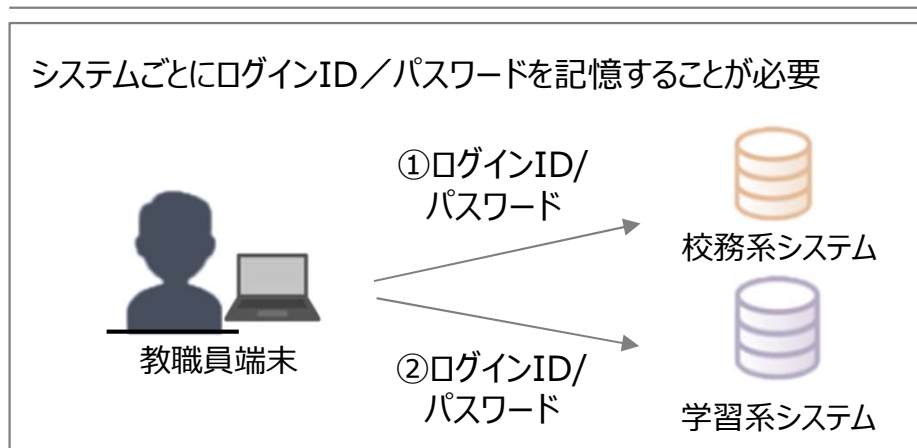 システムごとにログインID／パスワードを記憶することが必要
①ログインID/
パスワード
校務系システム
教職員端末
②ログインID/
パスワード
学習系システム